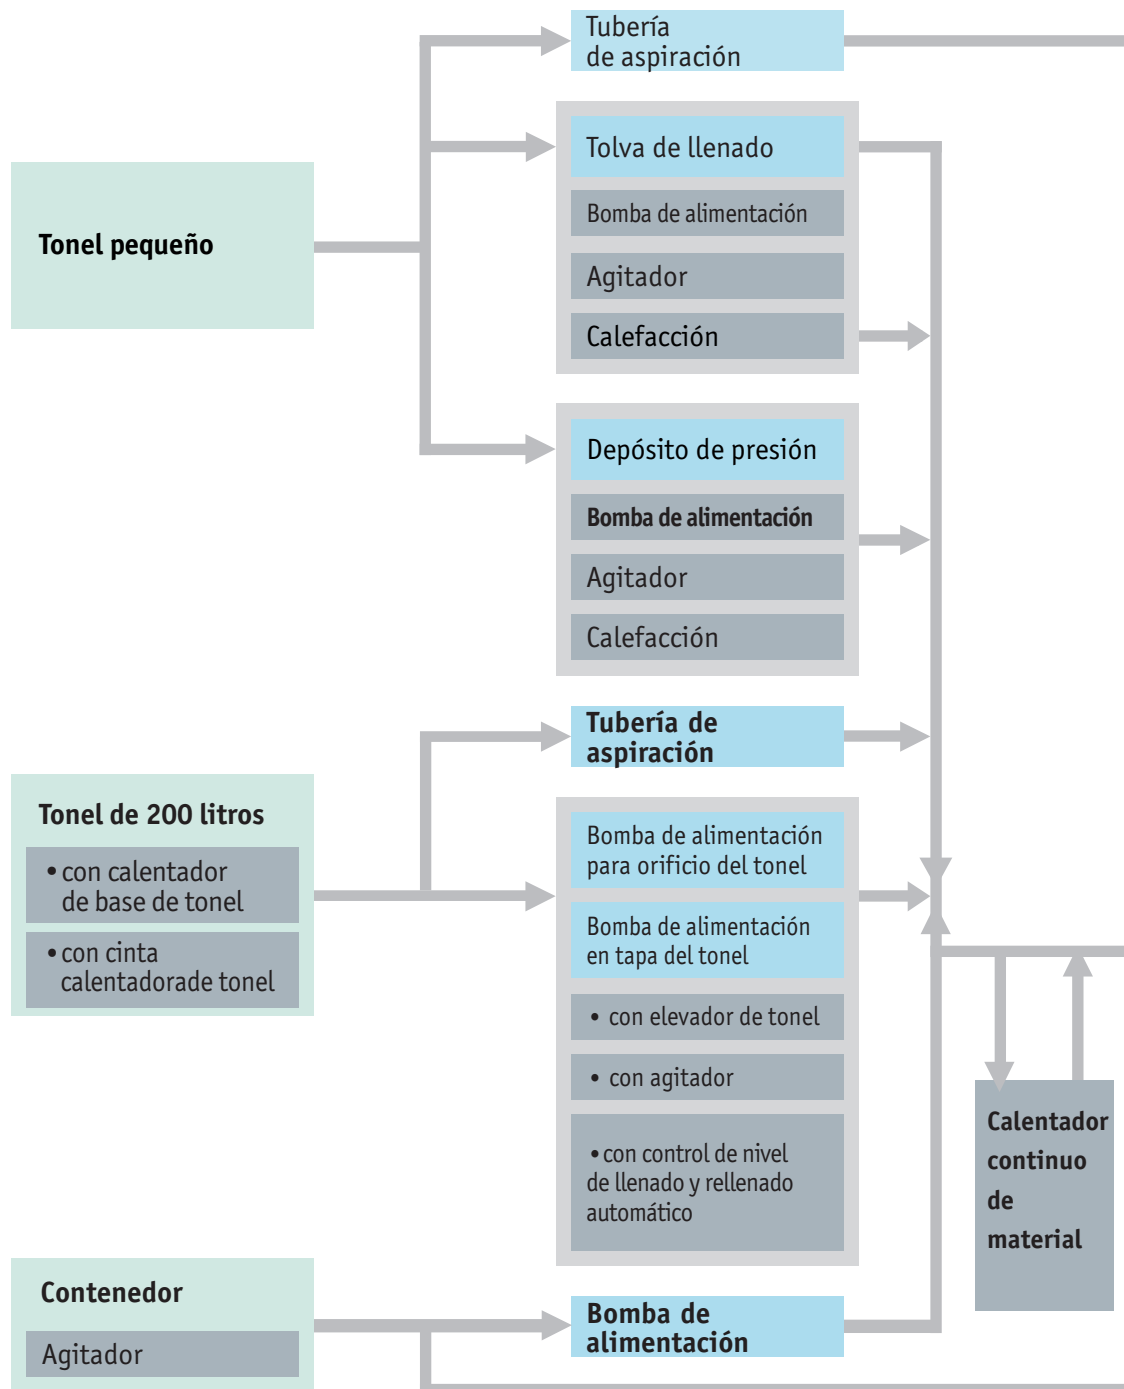 Tubería
de aspiración
Tolva de llenado
Bomba de alimentación
Agitador
Calefacción
Tonel pequeño
Depósito de presión
Bomba de alimentación
Agitador
Calefacción
Tubería de
aspiración
Tonel de 200 litros
• con calentador
de base de tonel
• con cinta
calentadorade tonel
Bomba de alimentación
para orificio del tonel
Bomba de alimentación
en tapa del tonel
• con elevador de tonel
• con agitador
• con control de nivel
de llenado y rellenado
automático
Calentador
continuo
de
material
Contenedor
Agitador
Bomba de
alimentación